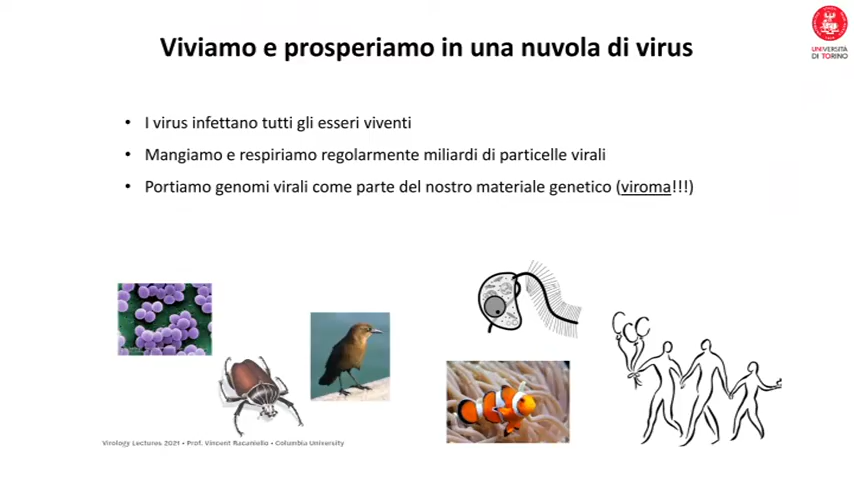 Viviamo e prosperiamo in una nuvola di virus
UNIVERSITÀ
DI TORINO
• I virus infettano tutti gli esseri viventi
• Mangiamo e respiriamo regolarmente miliardi di particelle virali
• Portiamo genomi virali come parte del nostro materiale genetico (viroma!!!)
Virology Lectures 2021 • Prof. Vincent Racaniello • Columbia University